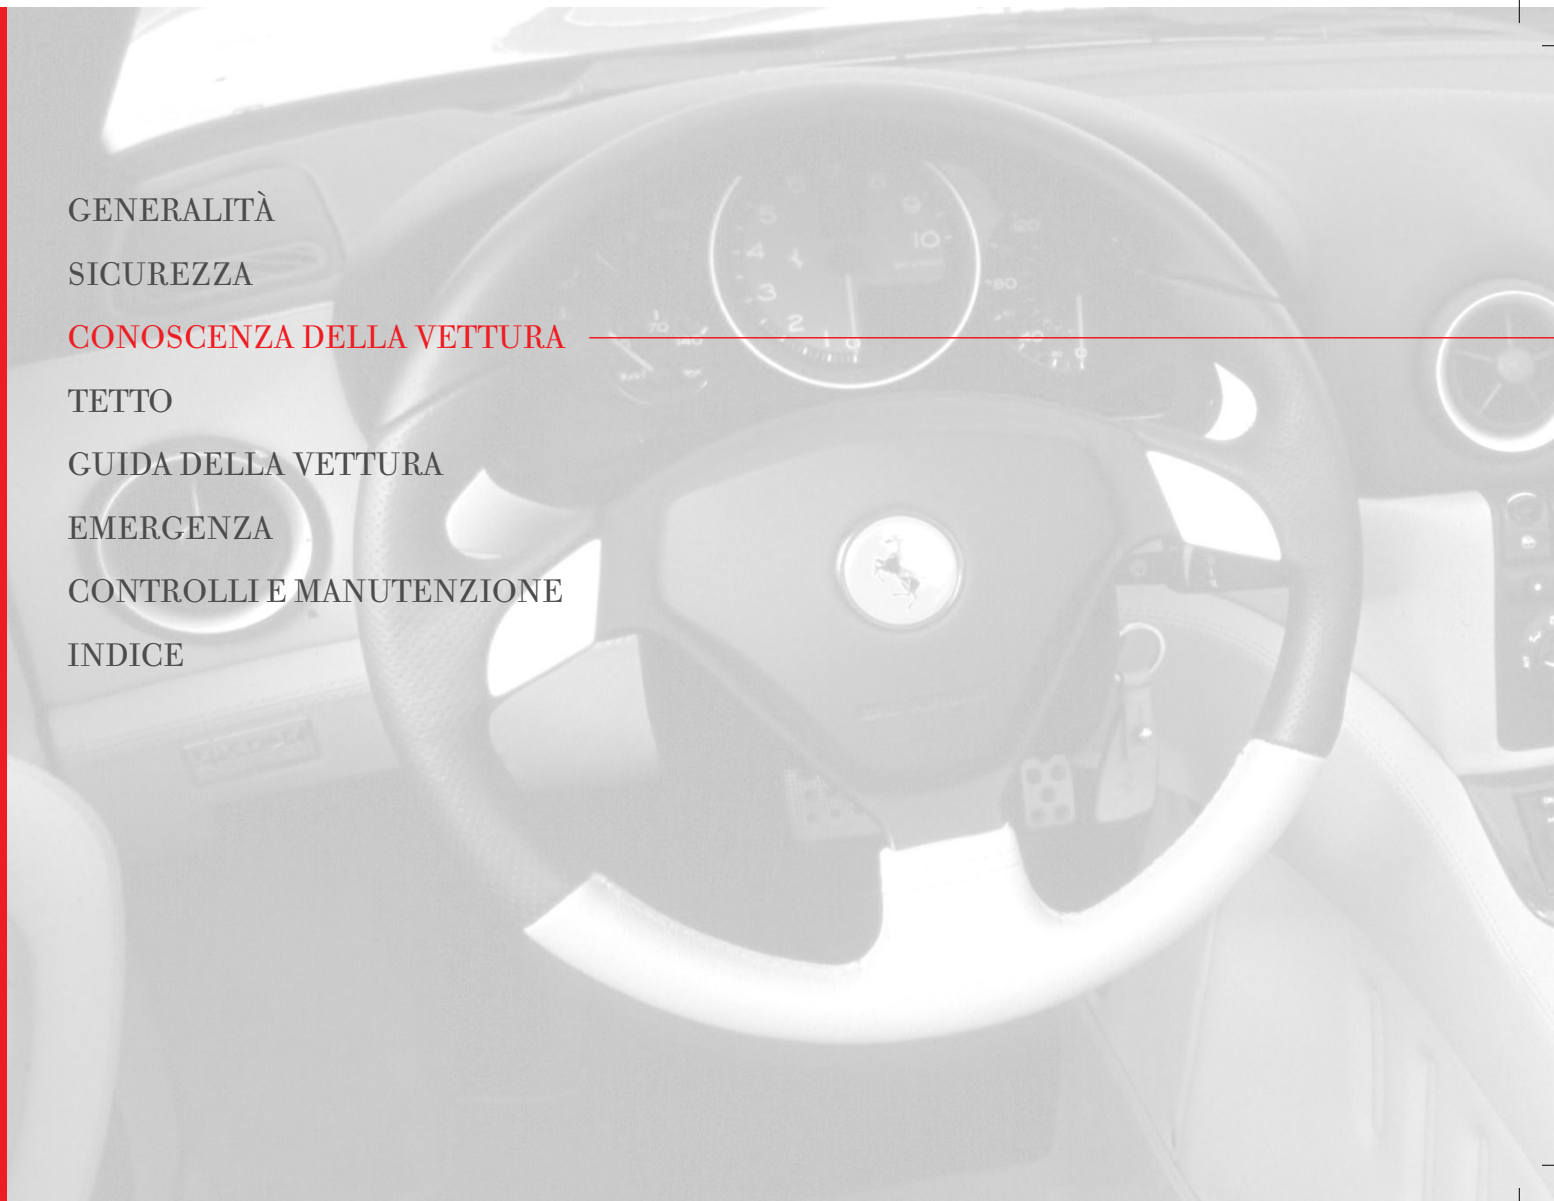 GENERALITÀ
SICUREZZA
CONOSCENZA DELLA VETTURA
TETTO
GUIDA DELLA VETTURA
EMERGENZA
CONTROLLI E MANUTENZIONE
INDICE